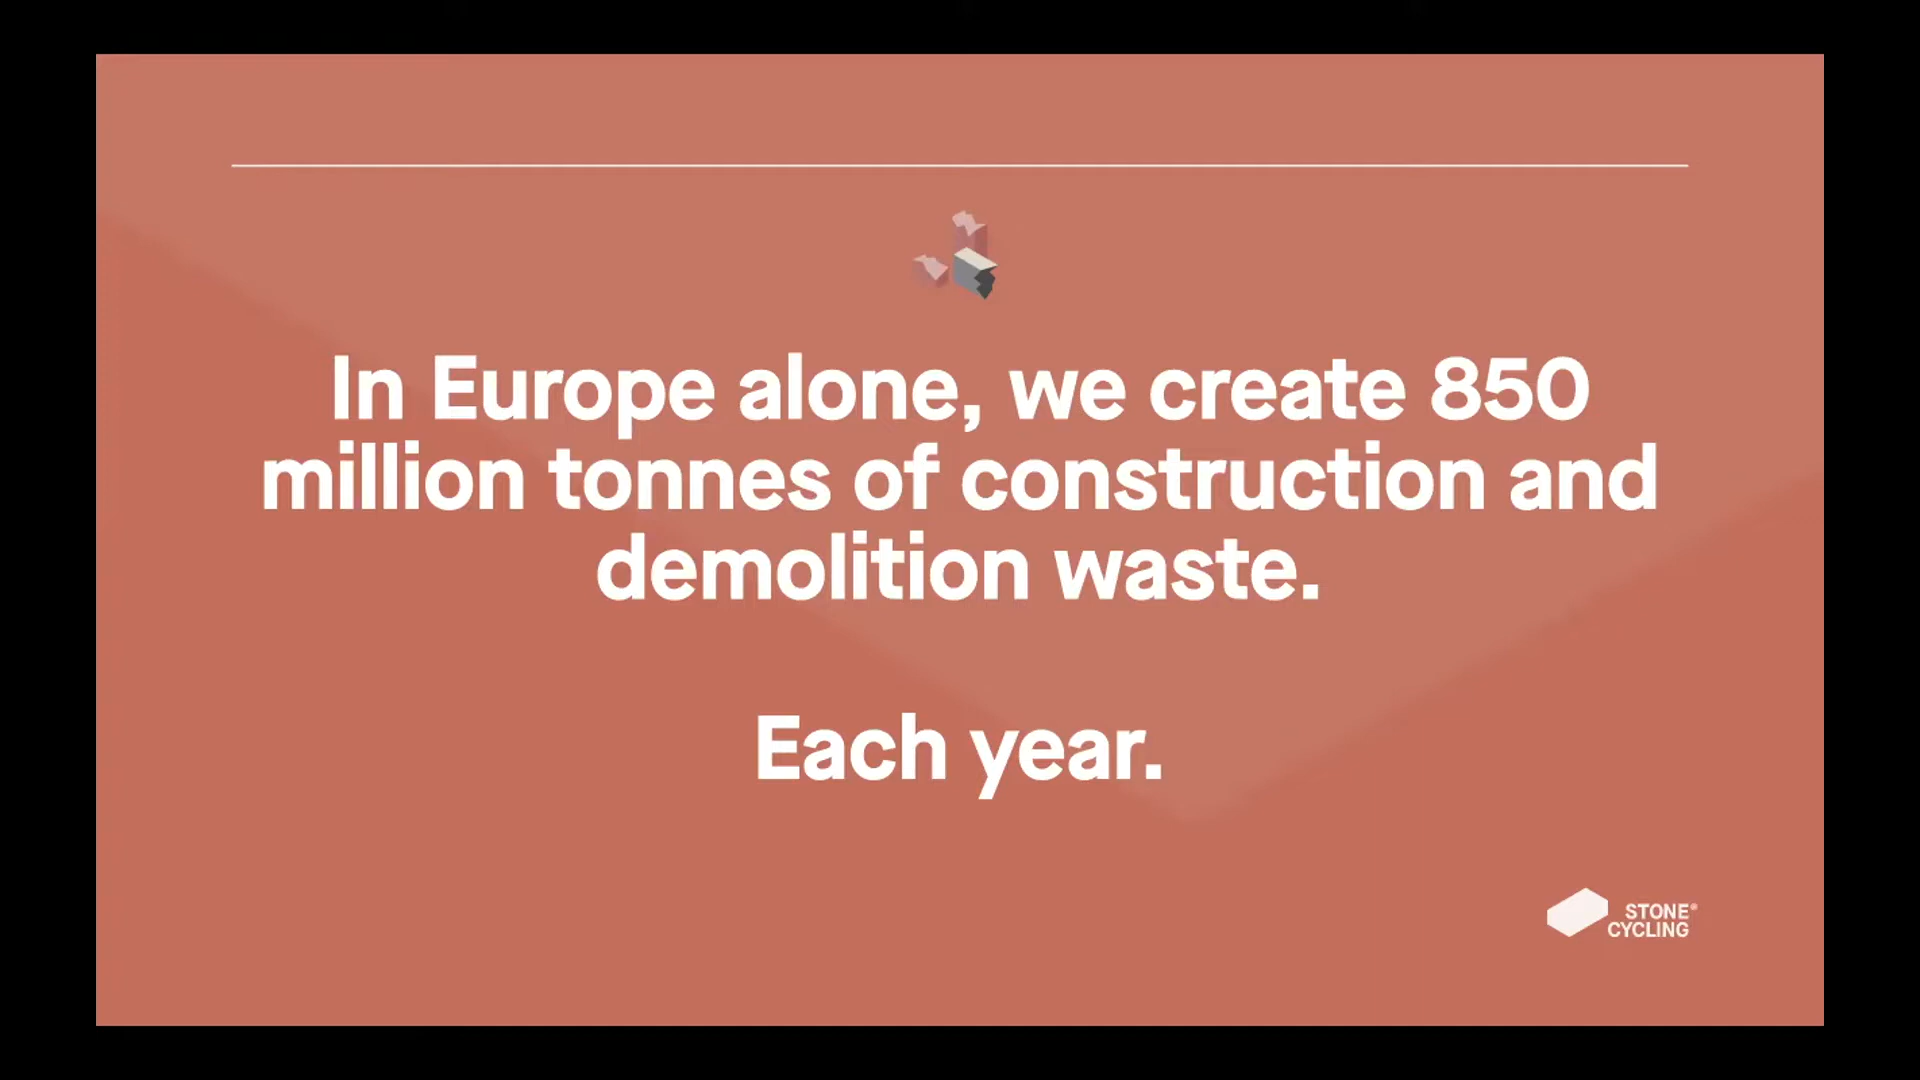 In Europe alone, we create 850
million tonnes of construction and
demolition waste.
Each year.
STONE®
CYCLING